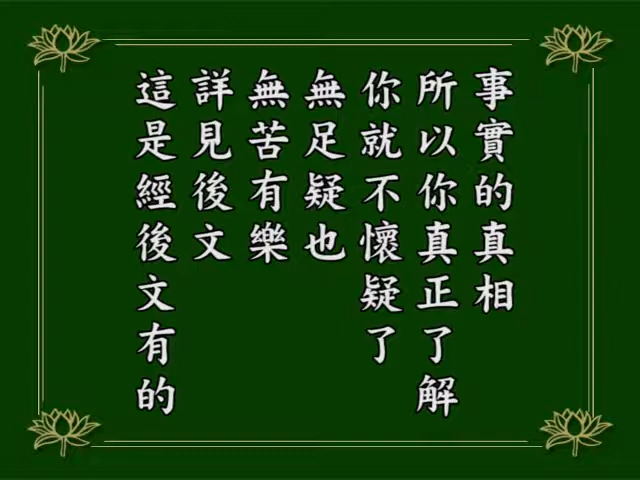 事實的真相
所以你真正了解
你就不懷疑了
無足疑也
無苦有樂
詳見後文
這是經後文有的